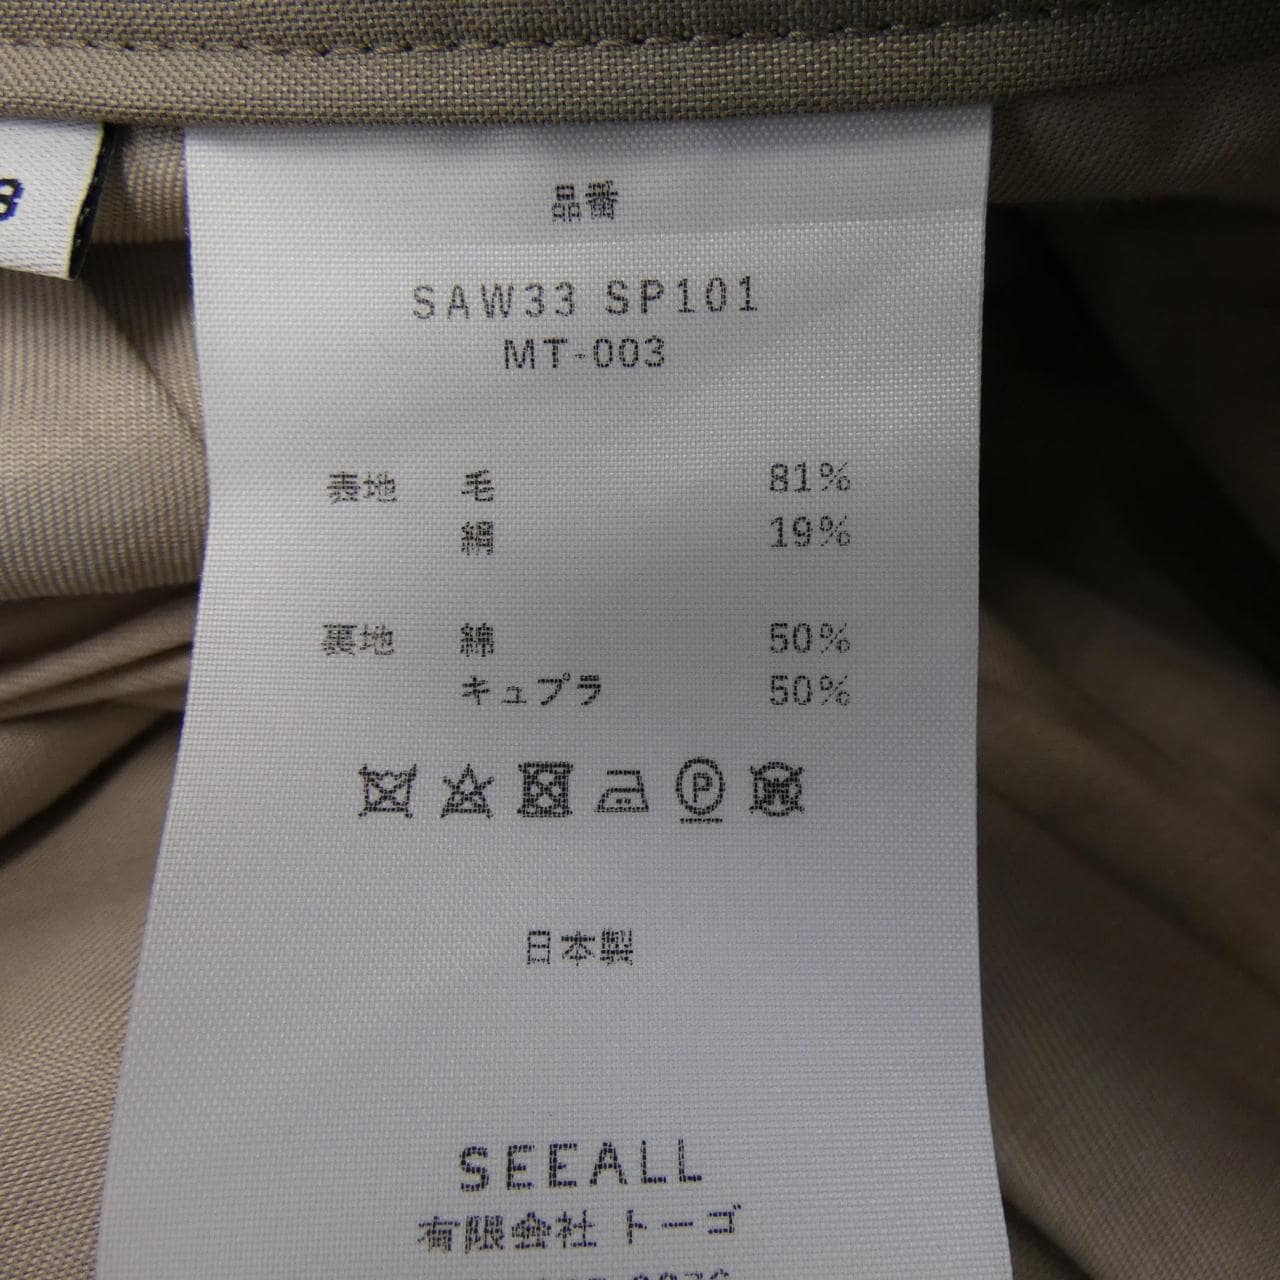 品番
SAW33 SP101
MT-003
表地 毛 81%
絹 19%
裏地 綿 50%
キュプラ 50%
P
W
日本製
SEEALL
有限会社 トーゴ